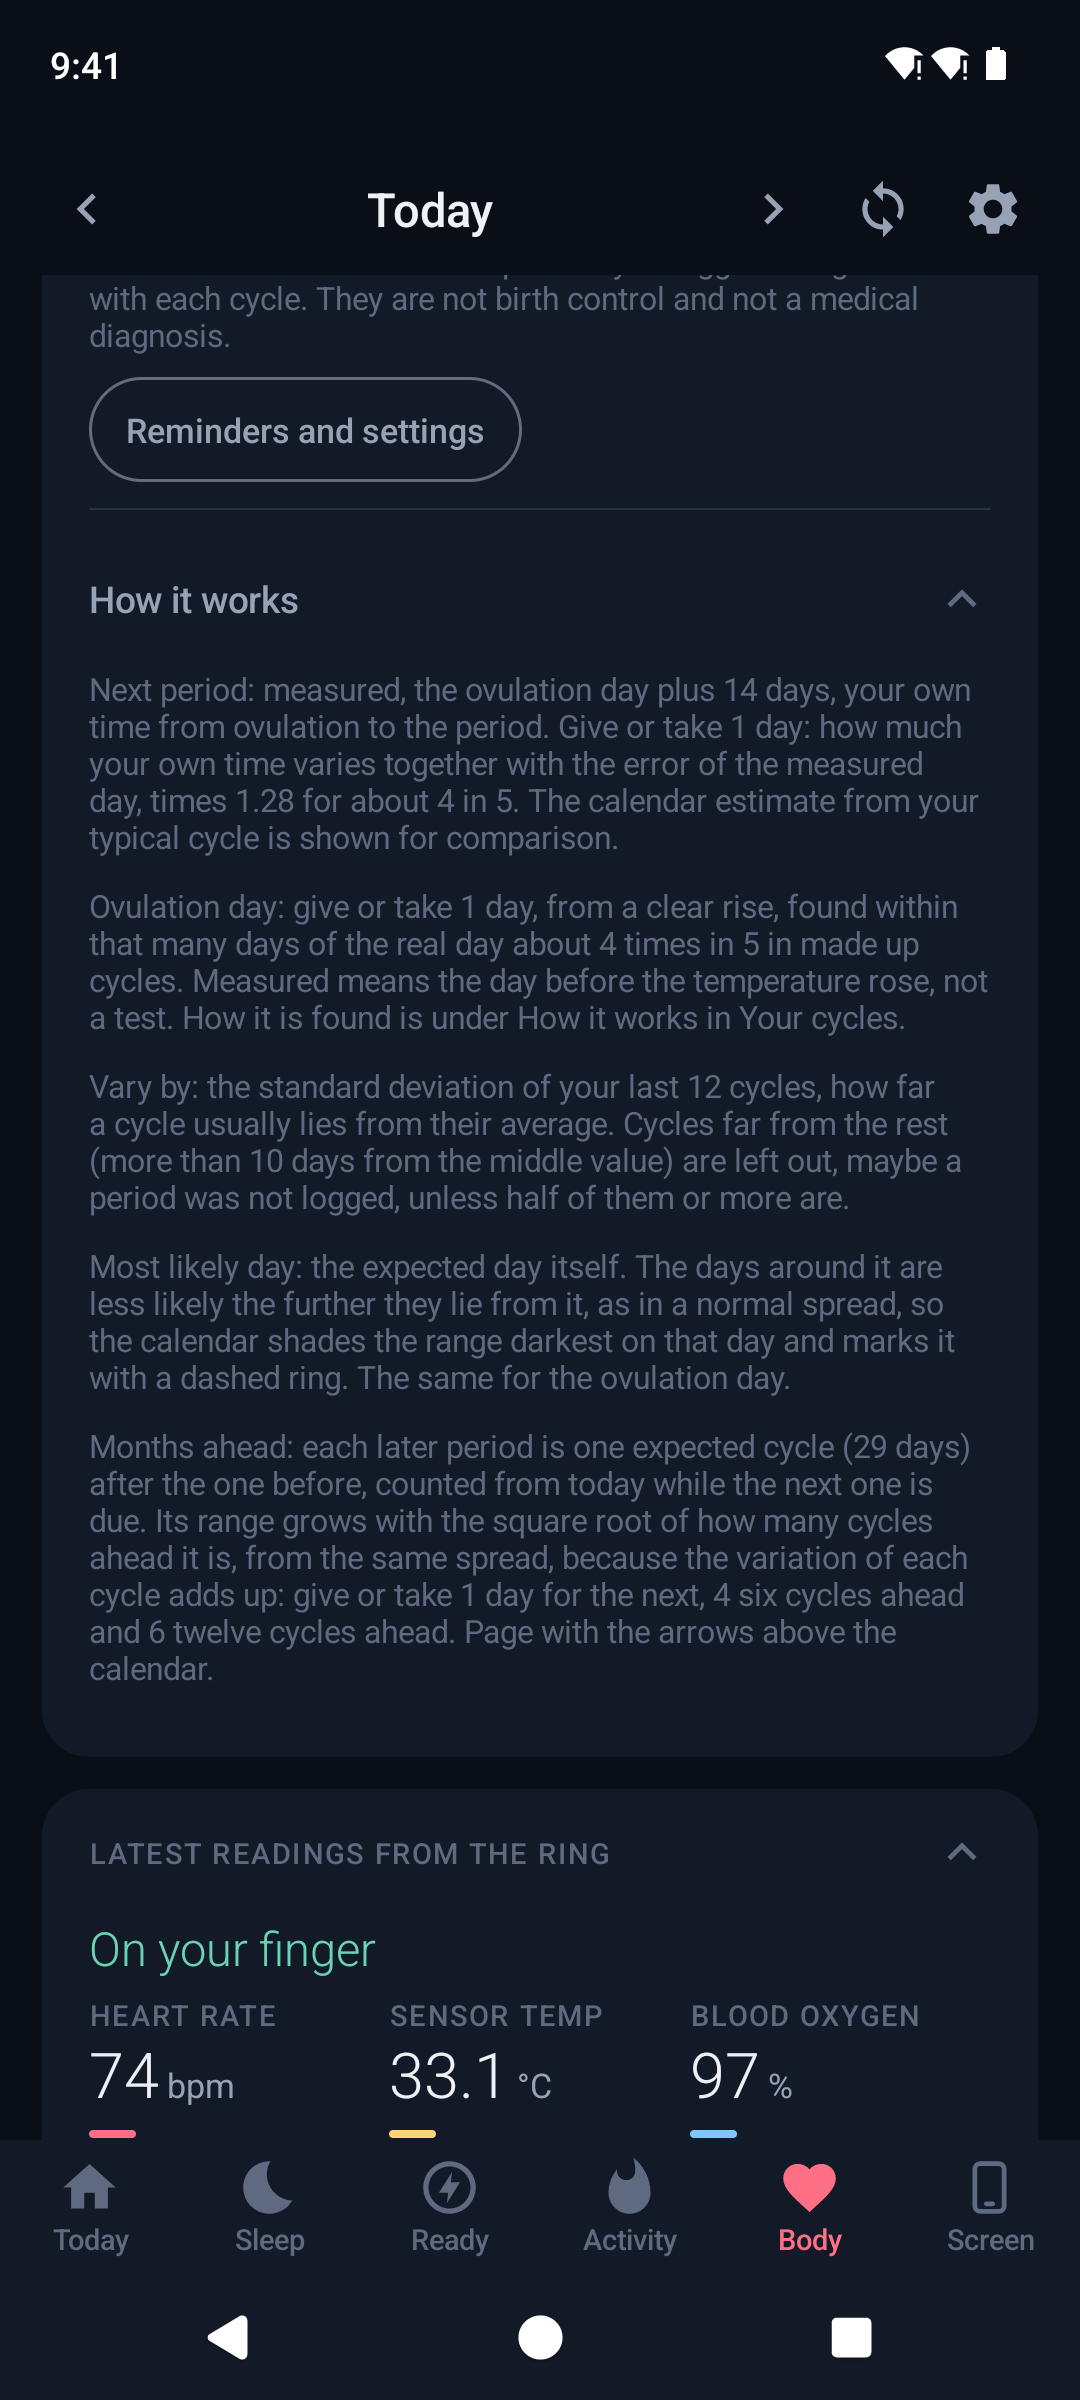 9:41
Today
with each cycle. They are not birth control and not a medical
diagnosis.
Reminders and settings
How it works
Next period: measured, the ovulation day plus 14 days, your own
time from ovulation to the period. Give or take 1 day: how much
your own time varies together with the error of the measured
day, times 1.28 for about 4 in 5. The calendar estimate from your
typical cycle is shown for comparison.
Ovulation day: give or take 1 day, from a clear rise, found within
that many days of the real day about 4 times in 5 in made up
cycles. Measured means the day before the temperature rose, not
a test. How it is found is under How it works in Your cycles.
Vary by: the standard deviation of your last 12 cycles, how far
a cycle usually lies from their average. Cycles far from the rest
(more than 10 days from the middle value) are left out, maybe a
period was not logged, unless half of them or more are.
Most likely day: the expected day itself. The days around it are
less likely the further they lie from it, as in a normal spread, so
the calendar shades the range darkest on that day and marks it
with a dashed ring. The same for the ovulation day.
Months ahead: each later period is one expected cycle (29 days)
after the one before, counted from today while the next one is
due. Its range grows with the square root of how many cycles
ahead it is, from the same spread, because the variation of each
cycle adds up: give or take 1 day for the next, 4 six cycles ahead
and 6 twelve cycles ahead. Page with the arrows above the
calendar.
LATEST READINGS FROM THE RING
On your finger
HEART RATE SENSOR TEMP BLOOD OXYGEN
74 bpm 33.1 °C 97 %
Today Sleep Ready Activity Body Screen